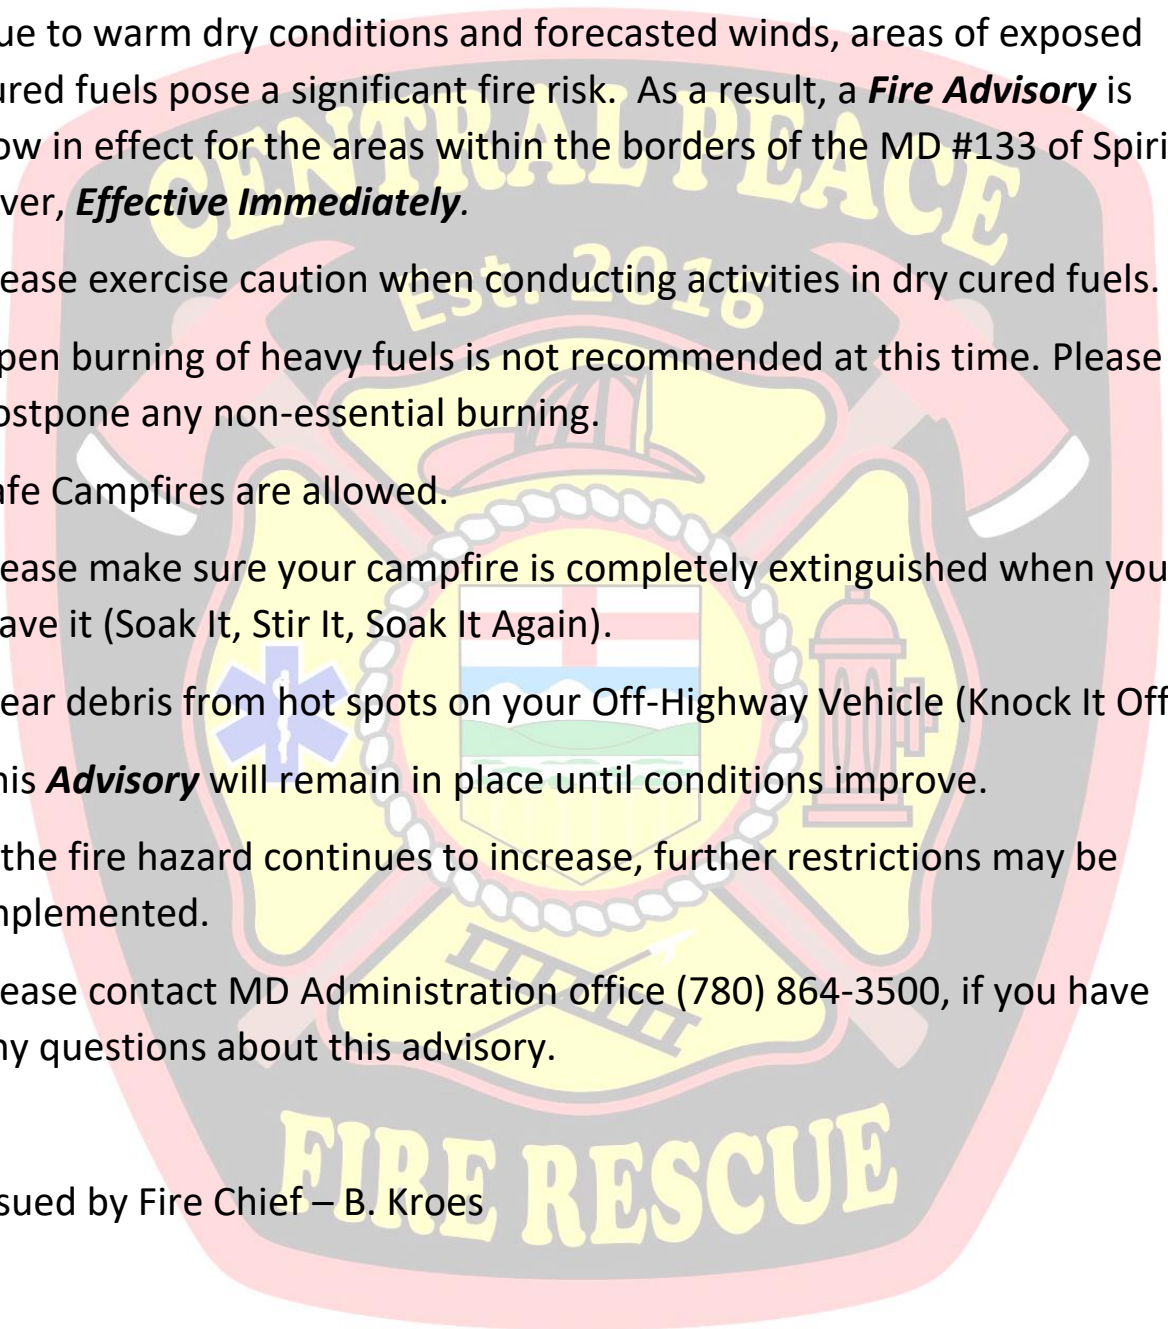 ue to warm dry conditions and forecasted winds, areas of exposed
ured fuels pose a significant fire risk.  As a result, a Fire Advisory is
ow in effect for the areas within the borders of the MD #133 of Spiri
ver, Effective Immediately.
ease exercise caution when conducting activities in dry cured fuels.
pen burning of heavy fuels is not recommended at this time. Please
ostpone any non-essential burning.
afe Campfires are allowed.
ease make sure your campfire is completely extinguished when you
ave it (Soak It, Stir It, Soak It Again).
ear debris from hot spots on your Off-Highway Vehicle (Knock It Off
his Advisory will remain in place until conditions improve.
the fire hazard continues to increase, further restrictions may be
nplemented.
ease contact MD Administration office (780) 864-3500, if you have
ny questions about this advisory.
sued by Fire Chief – B. Kroes
CENTRAL PEACE
Est. 2016
FIRE RESCUE